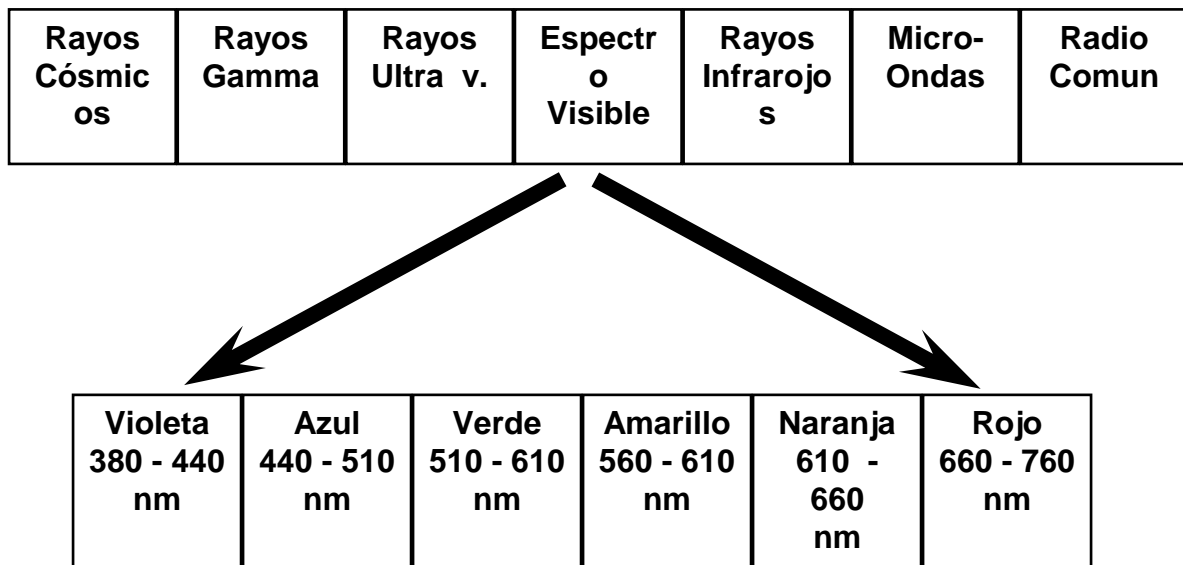 Rayos
Cósmic
os
Rayos
Gamma
Rayos
Ultra v.
Espectr
o
Visible
Rayos
Infrarojo
s
Micro-
Ondas
Radio
Comun
Violeta
380 - 440
nm
Azul
440 - 510
nm
Verde
510 - 610
nm
Amarillo
560 - 610
nm
Naranja
610 -
660
nm
Rojo
660 - 760
nm